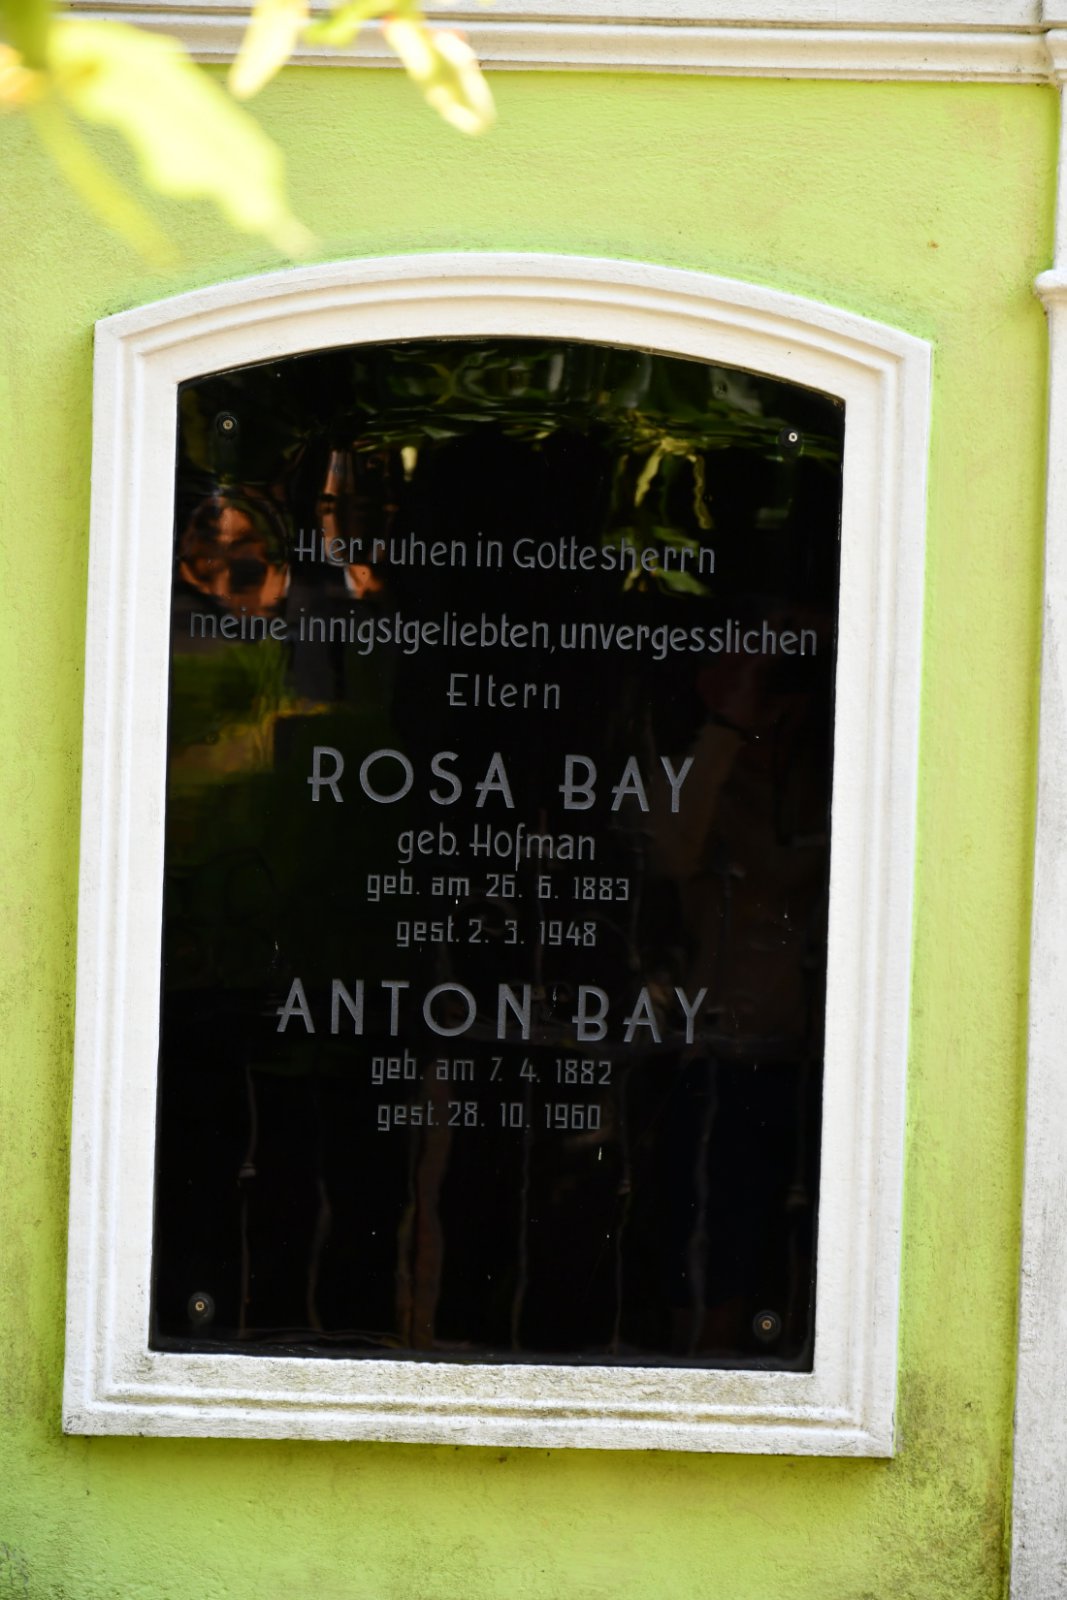 Hier ruhen in Gottesherrn
meine innigstgeliebten, unvergesslichen
Eltern
ROSA BAY
geb. Hofman
geb. am 26. 6. 1883
gest. 2. 3. 1948
ANTON BAY
geb. am 7. 4. 1882
gest. 28. 10. 1960